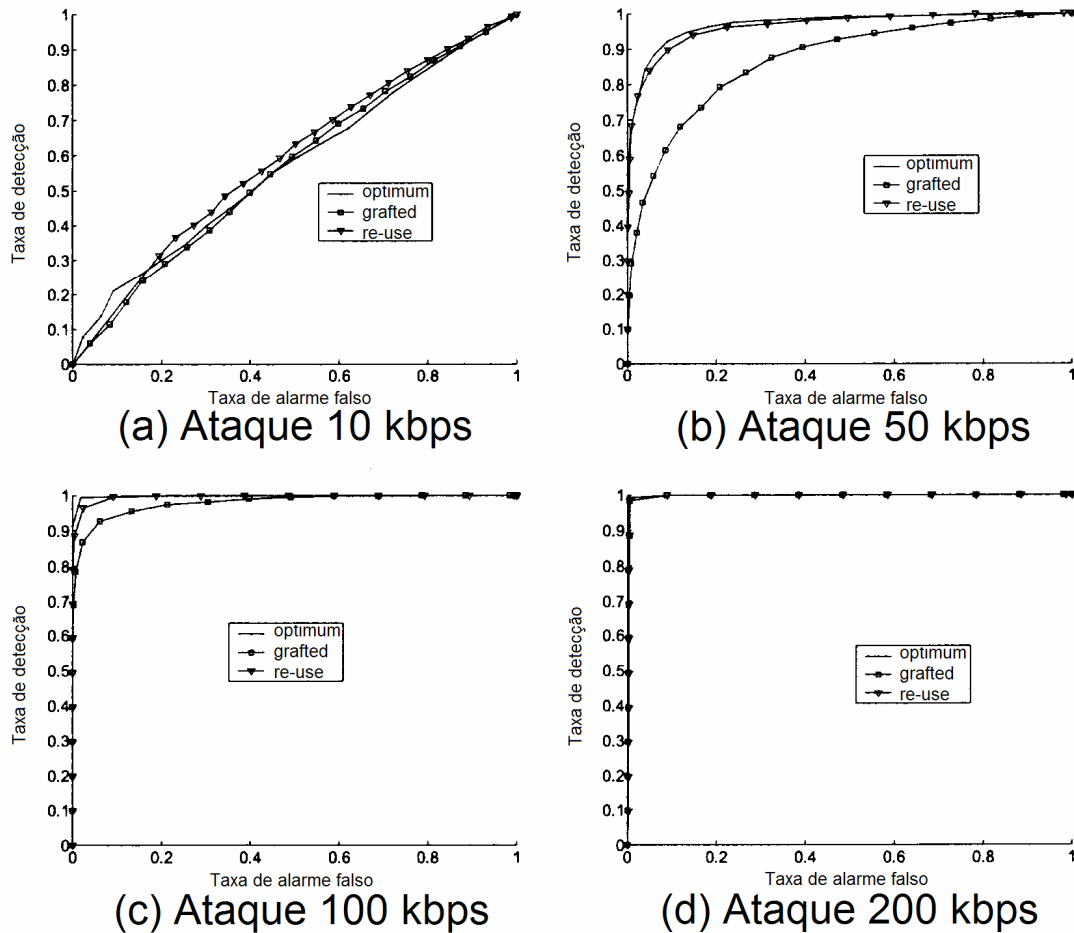 1
0.9
0.8
0.7
0.6
0.5
0.4
0.3
0.2
0.1
0
Taxa de detecção
optimum
grafted
re-use
0.2
0.4
0.6
0.8
1
Taxa de alarme falso
(a) Ataque 10 kbps
1
0.9
0.8
0.7
0.6
0.5
0.4
0.3
0.2
0.1
0
Taxa de detecção
optimum
grafted
re-use
0
0.2
0.4
0.6
0.8
1
Taxa de alarme falso
(b) Ataque 50 kbps
1
0.9
0.8
0.7
0.6
0.5
0.4
0.3
0.2
0.1
0
Taxa de detecção
optimum
grafted
re-use
0
0.2
0.4
0.6
0.8
1
Taxa de alarme falso
(c) Ataque 100 kbps
1
0.9
0.8
0.7
0.6
0.5
0.4
0.3
0.2
0.1
0
Taxa de detecção
optimum
grafted
re-use
0
0.2
0.4
0.6
0.8
1
Taxa de alarme falso
(d) Ataque 200 kbps